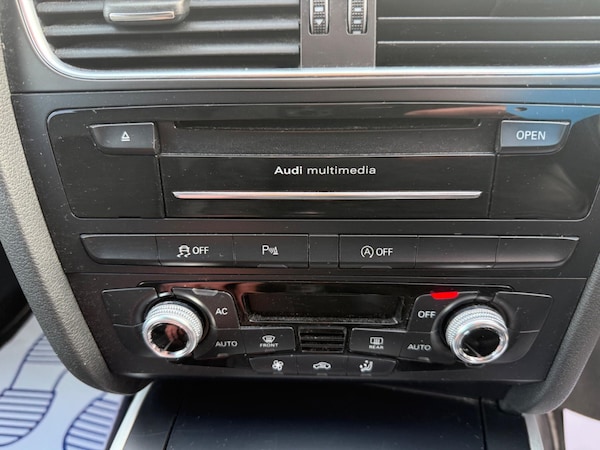 OPEN
Audi multimedia
OFF P A OFF
AC OFF
AUTO FRONT REAR AUTO